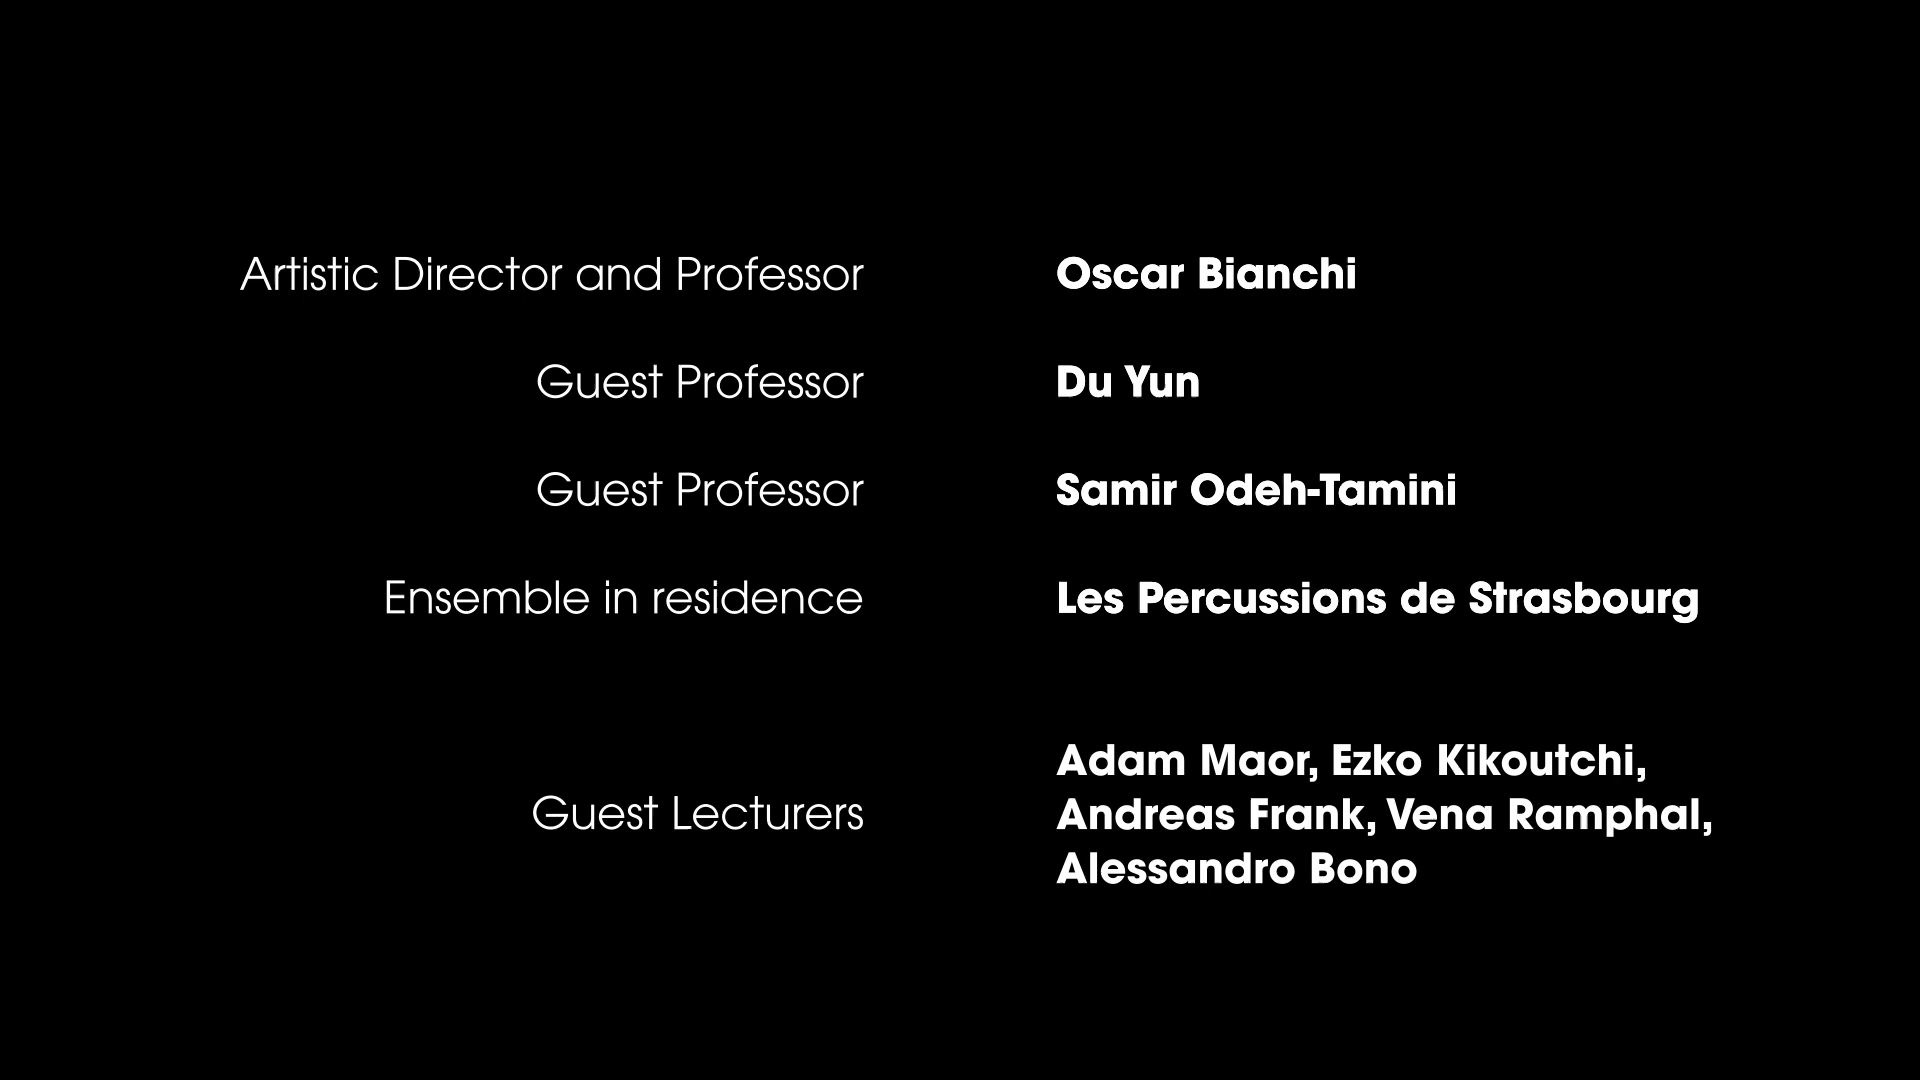 Artistic Director and Professor Oscar Bianchi
Guest Professor Du Yun
Guest Professor Samir Odeh-Tamini
Ensemble in residence Les Percussions de Strasbourg
Guest Lecturers
Adam Maor, Ezko Kikoutchi,
Andreas Frank, Vena Ramphal,
Alessandro Bono